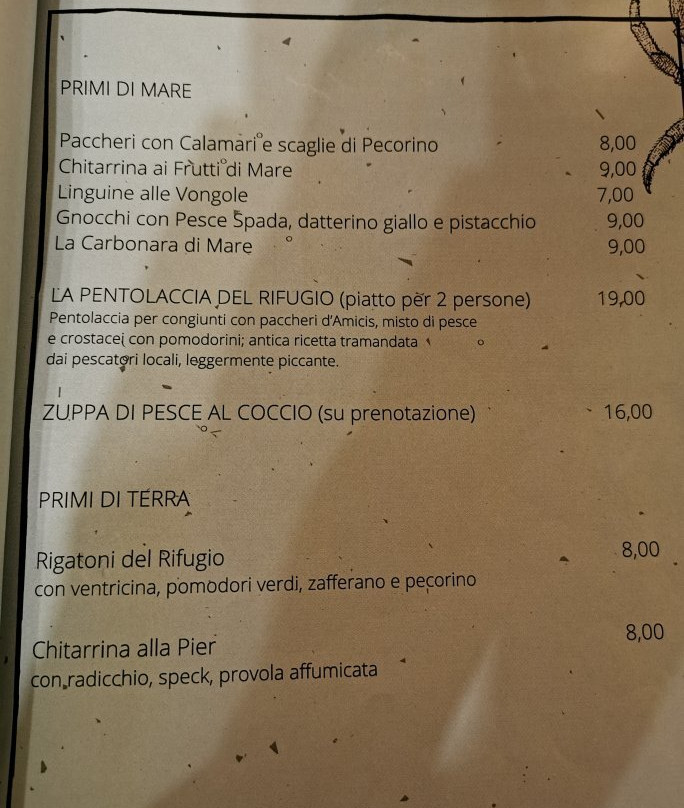 PRIMI DI MARE
Paccheri con Calamari e scaglie di Pecorino 8,00
Chitarrina ai Frutti di Mare 9,00
Linguine alle Vongole 7,00
Gnocchi con Pesce Spada, datterino giallo e pistacchio 9,00
La Carbonara di Mare 9,00
LA PENTOLACCIA DEL RIFUGIO (piatto per 2 persone) 19,00
Pentolaccia per congiunti con paccheri d'Amicis, misto di pesce
e crostacei con pomodorini; antica ricetta tramandata
dai pescatori locali, leggermente piccante.
ZUPPA DI PESCE AL COCCIO (su prenotazione) 16,00
PRIMI DI TERRA
Rigatoni del Rifugio 8,00
con ventricina, pomodori verdi, zafferano e pecorino
Chitarrina alla Pier 8,00
con radicchio, speck, provola affumicata